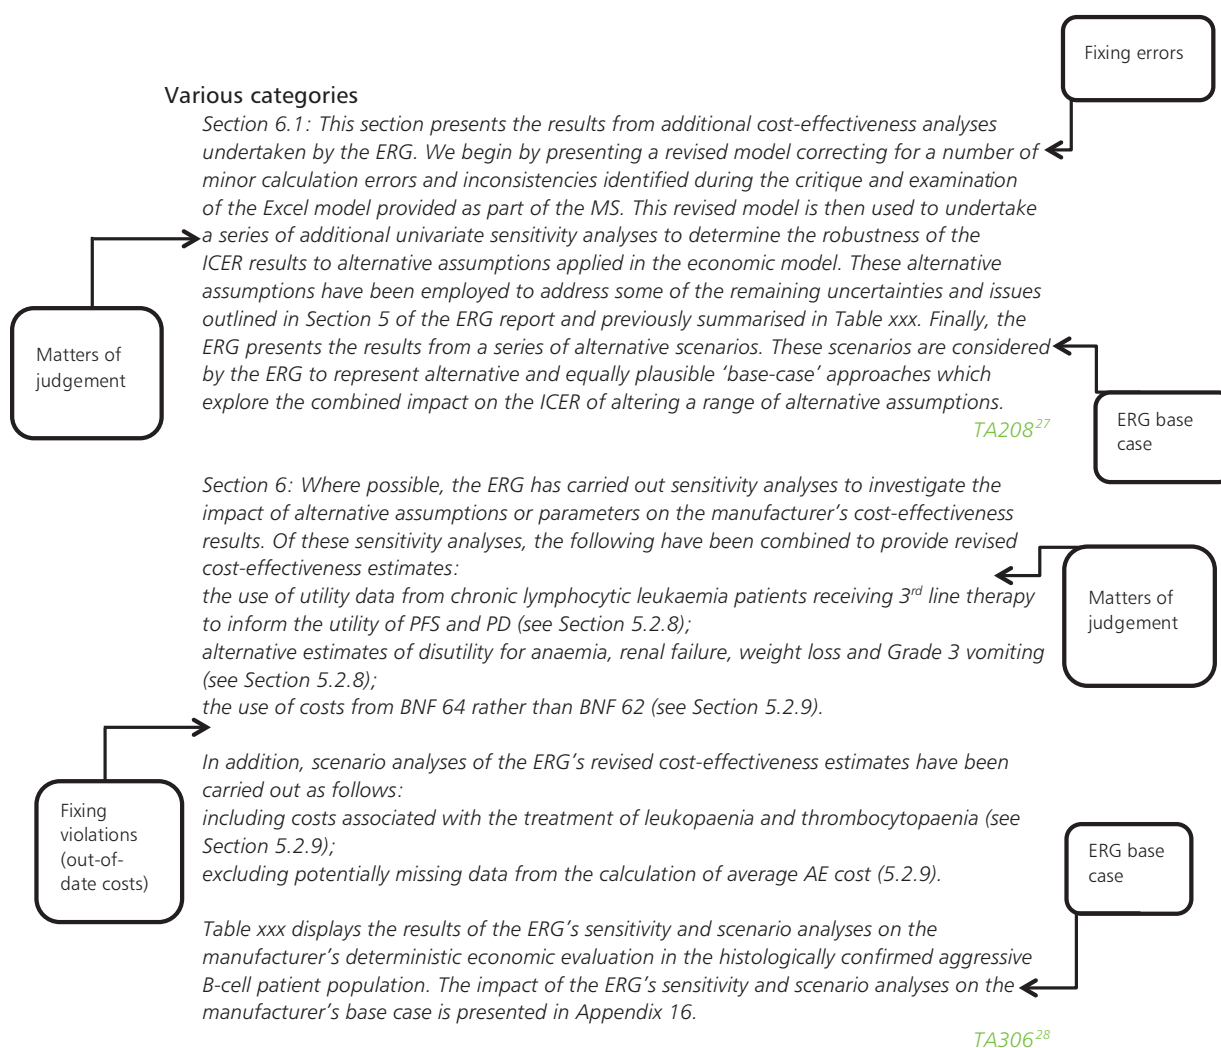 Fixing errors
Various categories
Section 6.1: This section presents the results from additional cost-effectiveness analyses
undertaken by the ERG. We begin by presenting a revised model correcting for a number of
minor calculation errors and inconsistencies identified during the critique and examination
of the Excel model provided as part of the MS. This revised model is then used to undertake
a series of additional univariate sensitivity analyses to determine the robustness of the
ICER results to alternative assumptions applied in the economic model. These alternative
assumptions have been employed to address some of the remaining uncertainties and issues
outlined in Section 5 of the ERG report and previously summarised in Table xxx. Finally, the
ERG presents the results from a series of alternative scenarios. These scenarios are considered
by the ERG to represent alternative and equally plausible ‘base-case’ approaches which
explore the combined impact on the ICER of altering a range of alternative assumptions.
TA208²⁷
Matters of
judgement
ERG base
case
Section 6: Where possible, the ERG has carried out sensitivity analyses to investigate the
impact of alternative assumptions or parameters on the manufacturer’s cost-effectiveness
results. Of these sensitivity analyses, the following have been combined to provide revised
cost-effectiveness estimates:
the use of utility data from chronic lymphocytic leukaemia patients receiving 3rd line therapy
to inform the utility of PFS and PD (see Section 5.2.8);
alternative estimates of disutility for anaemia, renal failure, weight loss and Grade 3 vomiting
(see Section 5.2.8);
the use of costs from BNF 64 rather than BNF 62 (see Section 5.2.9).
Matters of
judgement
In addition, scenario analyses of the ERG’s revised cost-effectiveness estimates have been
carried out as follows:
including costs associated with the treatment of leukopaenia and thrombocytopaenia (see
Section 5.2.9);
excluding potentially missing data from the calculation of average AE cost (5.2.9).
Fixing
violations
(out-of-
date costs)
ERG base
case
Table xxx displays the results of the ERG’s sensitivity and scenario analyses on the
manufacturer’s deterministic economic evaluation in the histologically confirmed aggressive
B-cell patient population. The impact of the ERG’s sensitivity and scenario analyses on the
manufacturer’s base case is presented in Appendix 16.
TA306²⁸